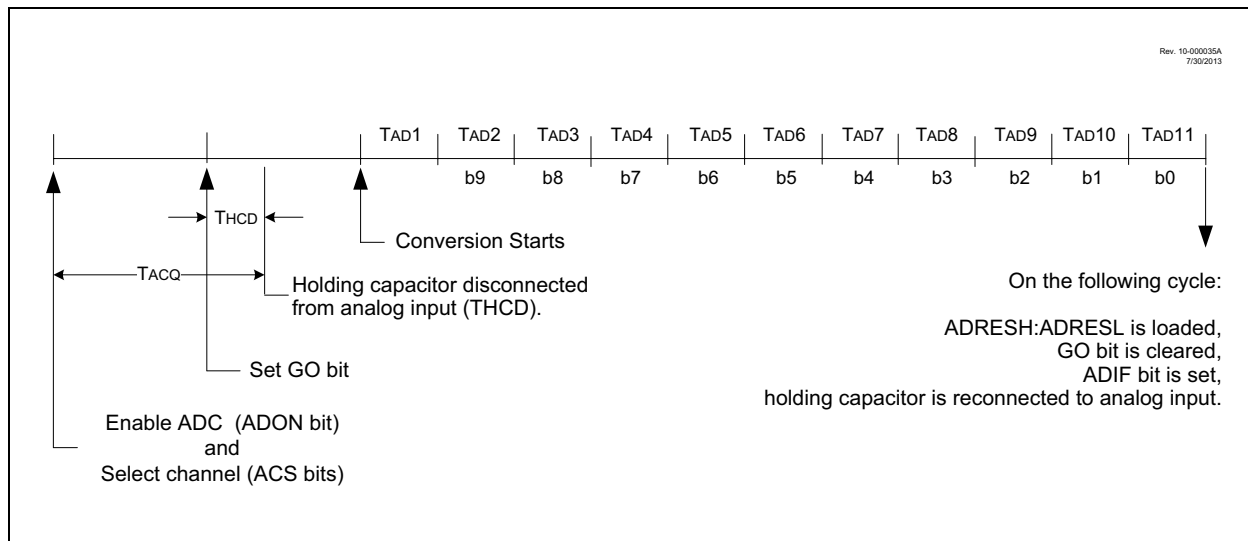 Rev. 10-000035A
7/30/2013
TAD1 TAD2 TAD3 TAD4 TAD5 TAD6 TAD7 TAD8 TAD9 TAD10 TAD11
b9 b8 b7 b6 b5 b4 b3 b2 b1 b0
THCD
Conversion Starts
TACQ
Holding capacitor disconnected
from analog input (THCD).
Set GO bit
Enable ADC (ADON bit)
and
Select channel (ACS bits)
On the following cycle:
ADRESH:ADRESL is loaded,
GO bit is cleared,
ADIF bit is set,
holding capacitor is reconnected to analog input.